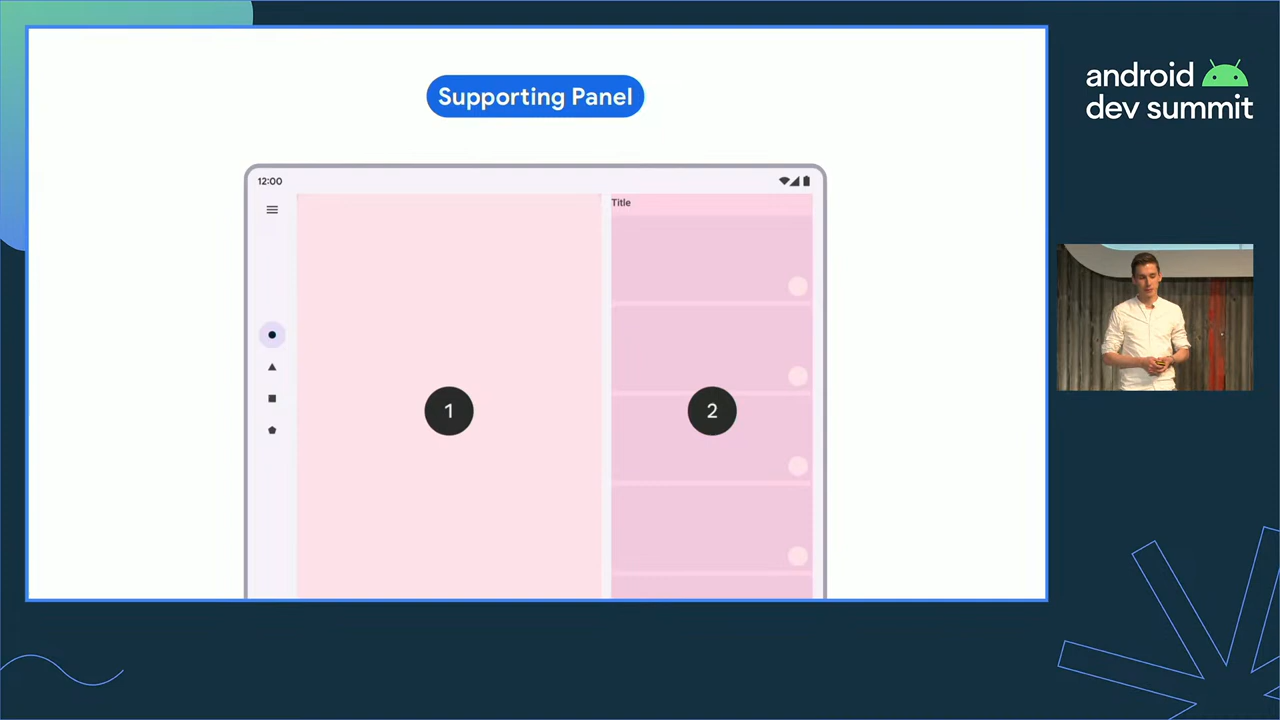 Supporting Panel
12:00
Title
1
2
android
dev summit